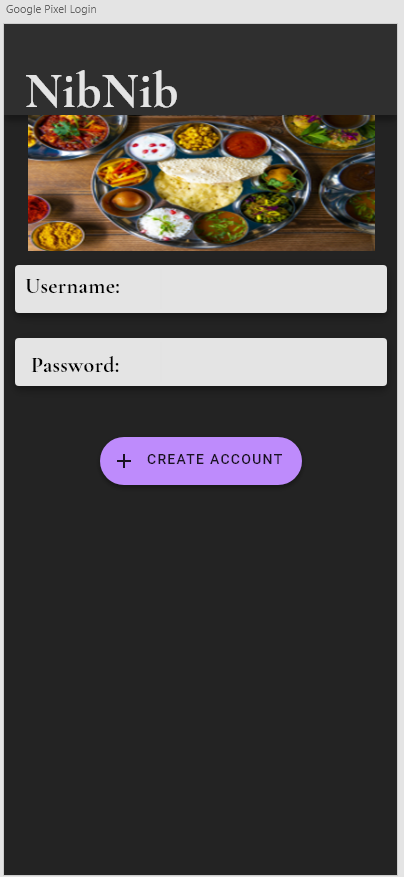 Google Pixel Login
NibNib
Username:
Password:
CREATE ACCOUNT